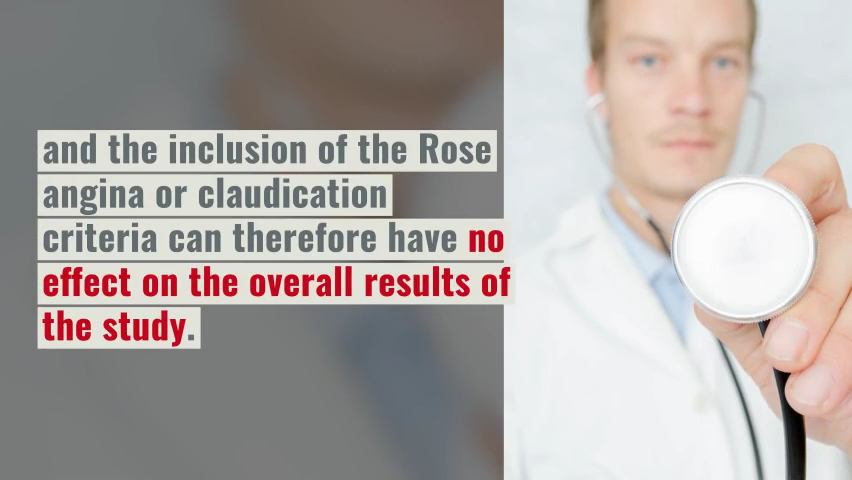 and the inclusion of the Rose
angina or claudication
criteria can therefore have no
effect on the overall results of
the study.